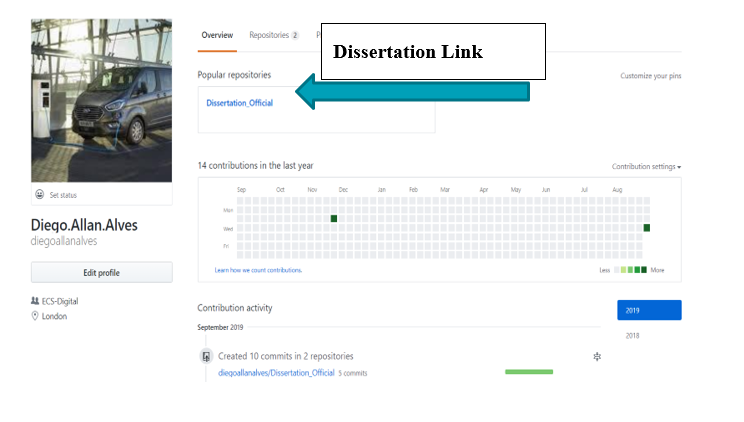 Overview Repositories 2 P
Dissertation Link
Popular repositories
Customize your pins
Dissertation_Official
14 contributions in the last year
Contribution settings
Sep Oct Nov Dec Jan Feb Mar Apr May Jun Jul Aug
Mon
Wed
Fri
Learn how we count contributions.
Less More
Set status
Diego.Allan.Alves
diegoallanalves
Edit profile
ECS-Digital
London
Contribution activity
2019
2018
September 2019
Created 10 commits in 2 repositories
diegoallanalves/Dissertation_Official 5 commits